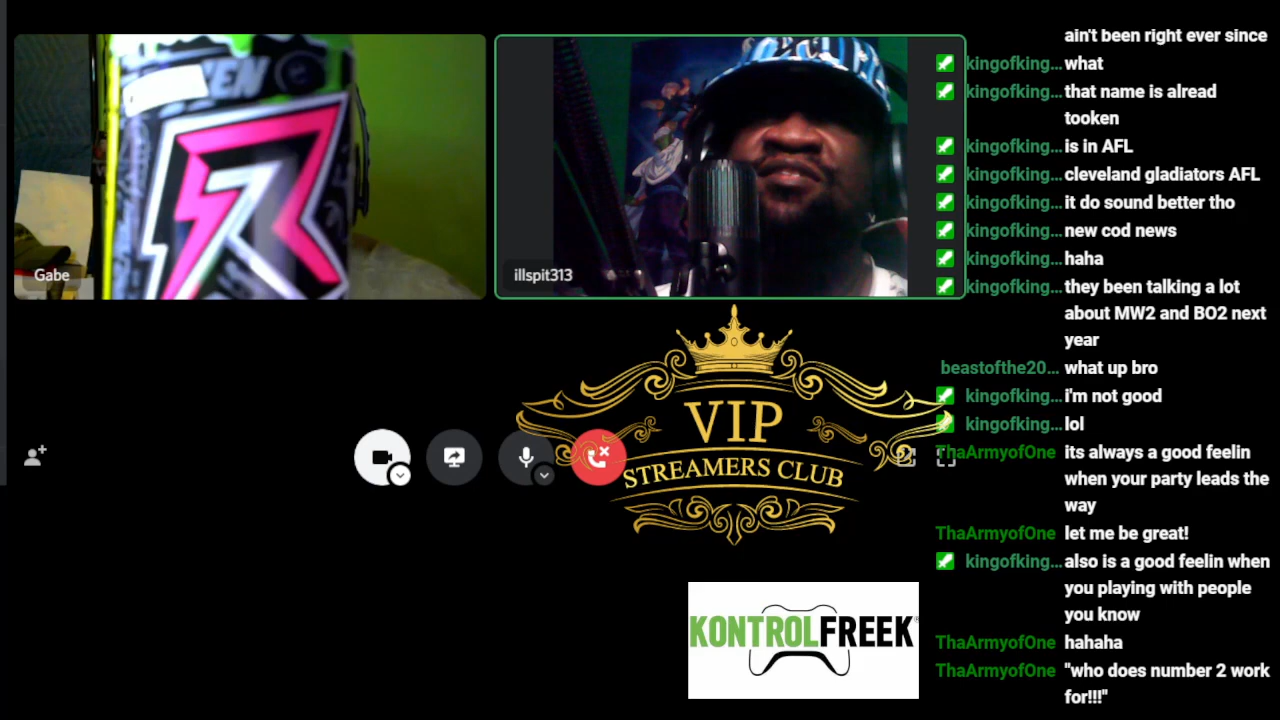 Gabe
illspit313
VIP
STREAMERS CLUB
KONTROLFREEK
ain't been right ever since
kingofking... what
kingofking... that name is alread
tooken
kingofking... is in AFL
kingofking... cleveland gladiators AFL
kingofking... it do sound better tho
kingofking... new cod news
kingofking... haha
kingofking... they been talking a lot
about MW2 and BO2 next
year
beastofthe20... what up bro
kingofking... i'm not good
kingofking... lol
ThaArmyofOne its always a good feelin
when your party leads the
way
ThaArmyofOne let me be great!
kingofking... also is a good feelin when
you playing with people
you know
ThaArmyofOne hahaha
ThaArmyofOne "who does number 2 work
for!!!"